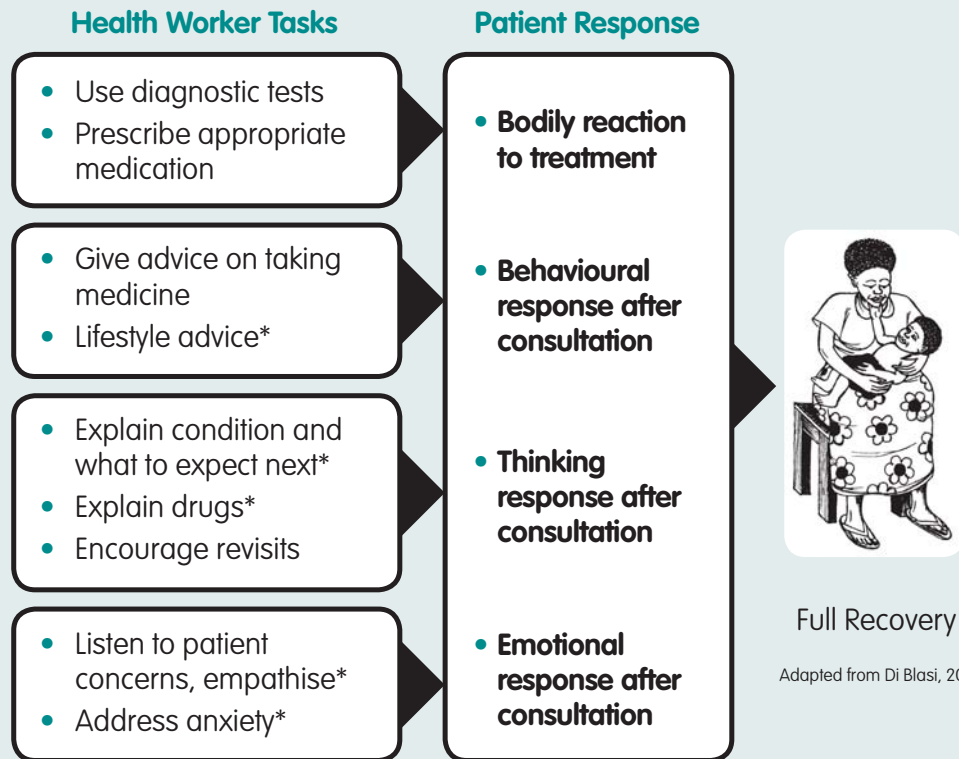 Health Worker Tasks
• Use diagnostic tests
• Prescribe appropriate
medication
• Give advice on taking
medicine
• Lifestyle advice*
• Explain condition and
what to expect next*
• Explain drugs*
• Encourage revisits
• Listen to patient
concerns, empathise*
• Address anxiety*
Patient Response
• Bodily reaction
to treatment
• Behavioural
response after
consultation
• Thinking
response after
consultation
• Emotional
response after
consultation
Full Recovery
Adapted from Di Blasi, 20